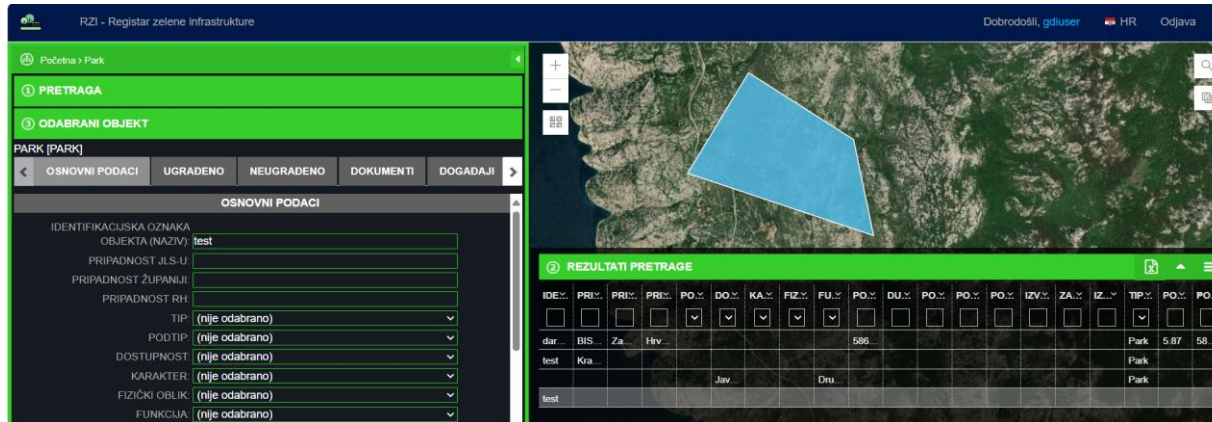 RZI - Registar zelene infrastrukture
Dobrodošli, gdiuser HR Odjava
Početna > Park
① PRETRAGA
③ ODABRANI OBJEKT
PARK [PARK]
OSNOVNI PODACI UGRAĐENO NEUGRAĐENO DOKUMENTI DOGAĐAJI
OSNOVNI PODACI
IDENTIFIKACIJSKA OZNAKA
OBJEKTA (NAZIV): test
PRIPADNOST JLS-U:
PRIPADNOST ŽUPANIJI:
PRIPADNOST RH:
TIP: (nije odabrano)
PODTIP: (nije odabrano)
DOSTUPNOST: (nije odabrano)
KARAKTER: (nije odabrano)
FIZIČKI OBLIK: (nije odabrano)
FUNKCIJA: (nije odabrano)
② REZULTATI PRETRAGE
IDE... PRI... PRI... PRI... PO... DO... KA... FIZ... FU... PO... DU... PO... PO... PO... IZV... ZA... IZ... TIP... PO... PO...
dar... BIS... Za... Hrv... 586... Park 5.87 58...
test Kra... Park
Jav... Dru... Park
test